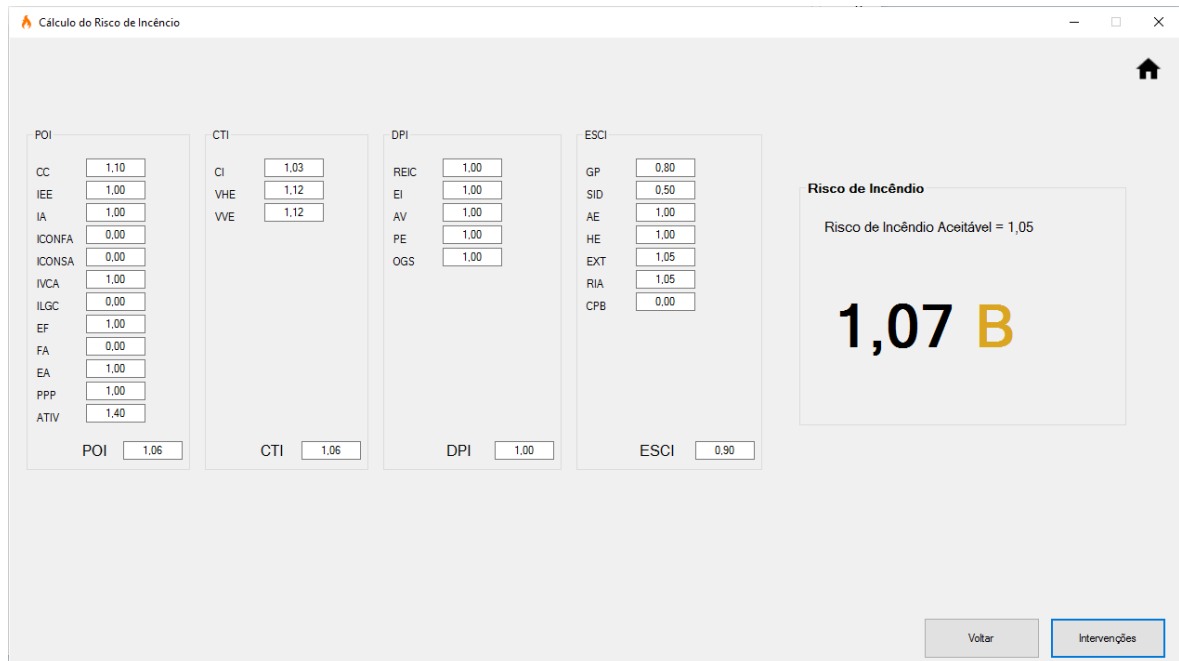 Cálculo do Risco de Incêncio
POI
CC 1,10
IEE 1,00
IA 1,00
ICONFA 0,00
ICONSA 0,00
IVCA 1,00
ILGC 0,00
EF 1,00
FA 0,00
EA 1,00
PPP 1,00
ATIV 1,40
POI 1,06
CTI
CI 1,03
VHE 1,12
VVE 1,12
CTI 1,06
DPI
REIC 1,00
EI 1,00
AV 1,00
PE 1,00
OGS 1,00
DPI 1,00
ESCI
GP 0,80
SID 0,50
AE 1,00
HE 1,00
EXT 1,05
RIA 1,05
CPB 0,00
ESCI 0,90
Risco de Incêndio
Risco de Incêndio Aceitável = 1,05
1,07 B
Voltar
Intervenções